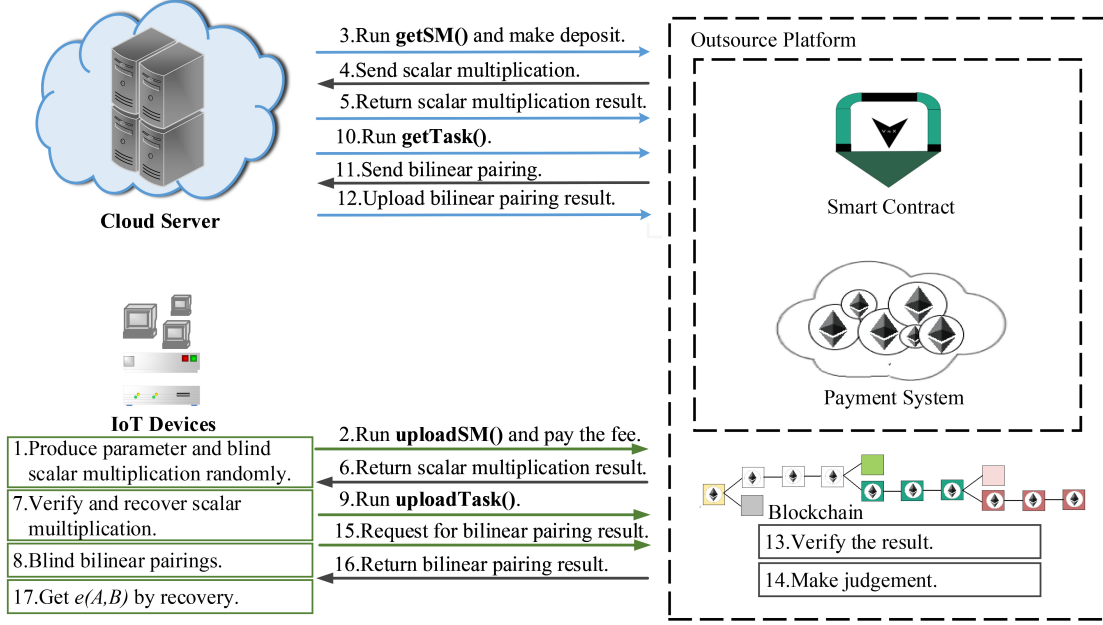 3.Run getSM() and make deposit.
4.Send scalar multiplication.
5.Return scalar multiplication result.
10.Run getTask().
11.Send bilinear pairing.
12.Upload bilinear pairing result.
Cloud Server
Outsource Platform
Smart Contract
Payment System
IoT Devices
1.Produce parameter and blind
scalar multiplication randomly.
7.Verify and recover scalar
muiltiplication.
8.Blind bilinear pairings.
17.Get e(A,B) by recovery.
2.Run uploadSM() and pay the fee.
6.Return scalar multiplication result.
9.Run uploadTask().
15.Request for bilinear pairing result.
16.Return bilinear pairing result.
Blockchain
13.Verify the result.
14.Make judgement.